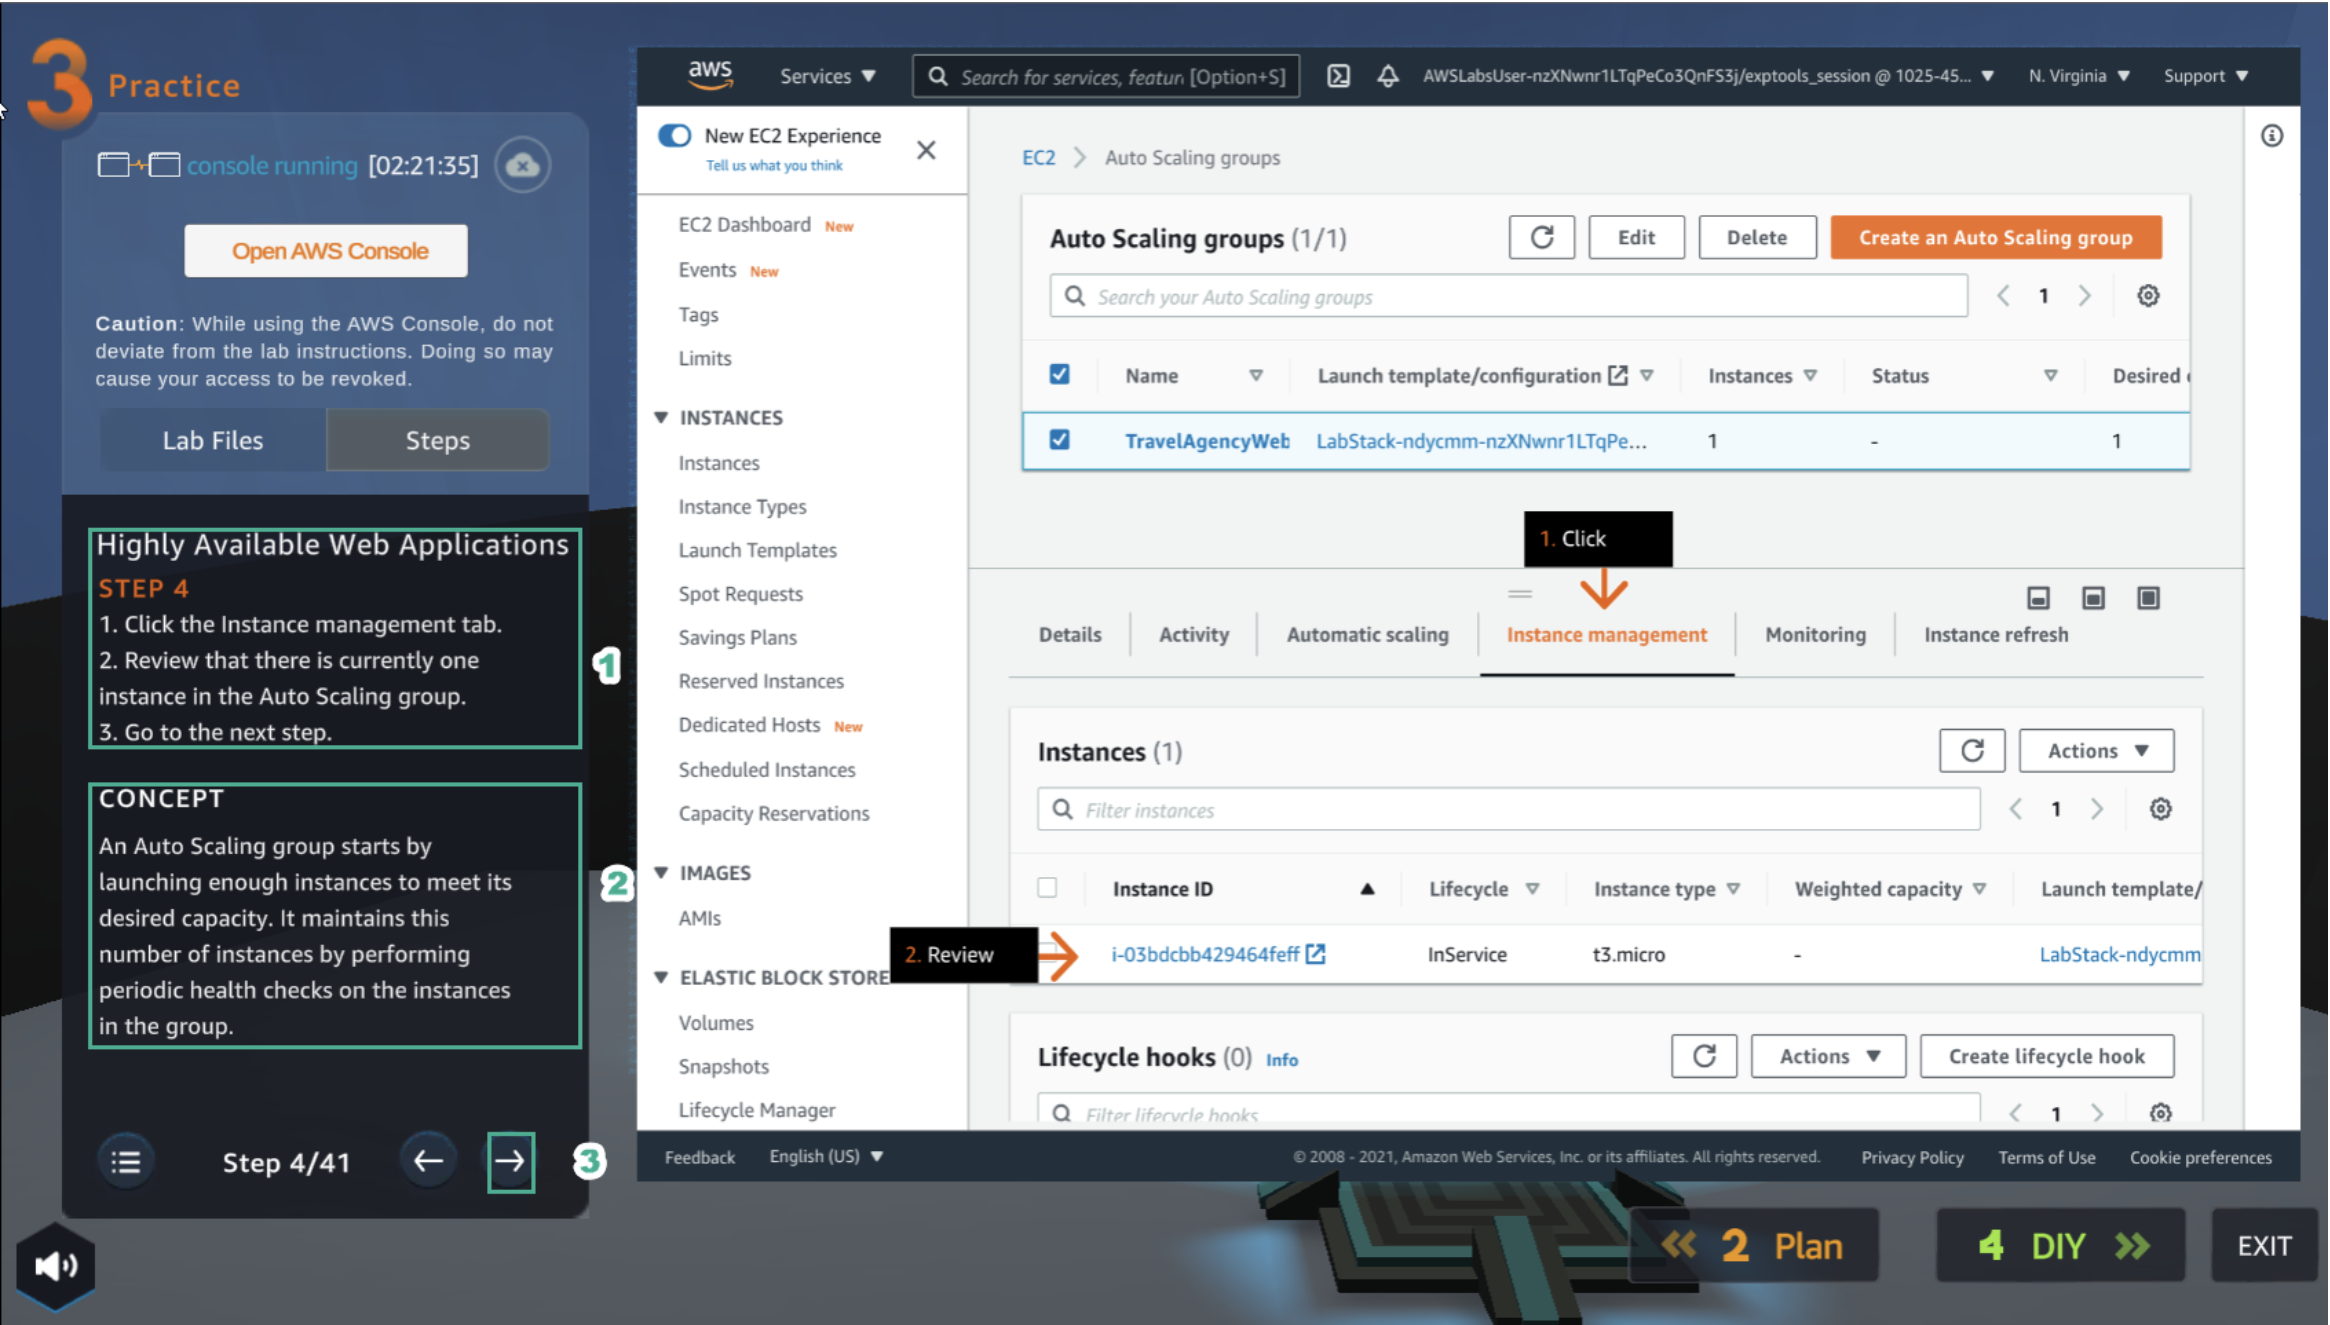 3 Practice
console running [02:21:35]
Open AWS Console
Caution: While using the AWS Console, do not
deviate from the lab instructions. Doing so may
cause your access to be revoked.
Lab Files
Steps
Highly Available Web Applications
STEP 4
1. Click the Instance management tab.
2. Review that there is currently one
instance in the Auto Scaling group.
3. Go to the next step.
1
CONCEPT
An Auto Scaling group starts by
launching enough instances to meet its
desired capacity. It maintains this
number of instances by performing
periodic health checks on the instances
in the group.
2
Step 4/41
3
aws
Services
Search for services, featur [Option+S]
AWSLabsUser-nzXNwnr1LTqPeCo3QnFS3j/exptools_session @ 1025-45...
N. Virginia
Support
New EC2 Experience
Tell us what you think
EC2 Dashboard New
Events New
Tags
Limits
INSTANCES
Instances
Instance Types
Launch Templates
Spot Requests
Savings Plans
Reserved Instances
Dedicated Hosts New
Scheduled Instances
Capacity Reservations
IMAGES
AMIs
ELASTIC BLOCK STORE
Volumes
Snapshots
Lifecycle Manager
EC2 > Auto Scaling groups
Auto Scaling groups (1/1)
Edit
Delete
Create an Auto Scaling group
Search your Auto Scaling groups
1
Name
Launch template/configuration
Instances
Status
Desired
TravelAgencyWeb
LabStack-ndycmm-nzXNwnr1LTqPe...
1
-
1
1. Click
Details
Activity
Automatic scaling
Instance management
Monitoring
Instance refresh
Instances (1)
Actions
Filter instances
1
Instance ID
Lifecycle
Instance type
Weighted capacity
Launch template/
2. Review
i-03bdcbb429464feff
InService
t3.micro
-
LabStack-ndycmm
Lifecycle hooks (0) Info
Actions
Create lifecycle hook
Filter lifecycle hooks
1
Feedback
English (US)
© 2008 - 2021, Amazon Web Services, Inc. or its affiliates. All rights reserved.
Privacy Policy
Terms of Use
Cookie preferences
2 Plan
4 DIY
EXIT